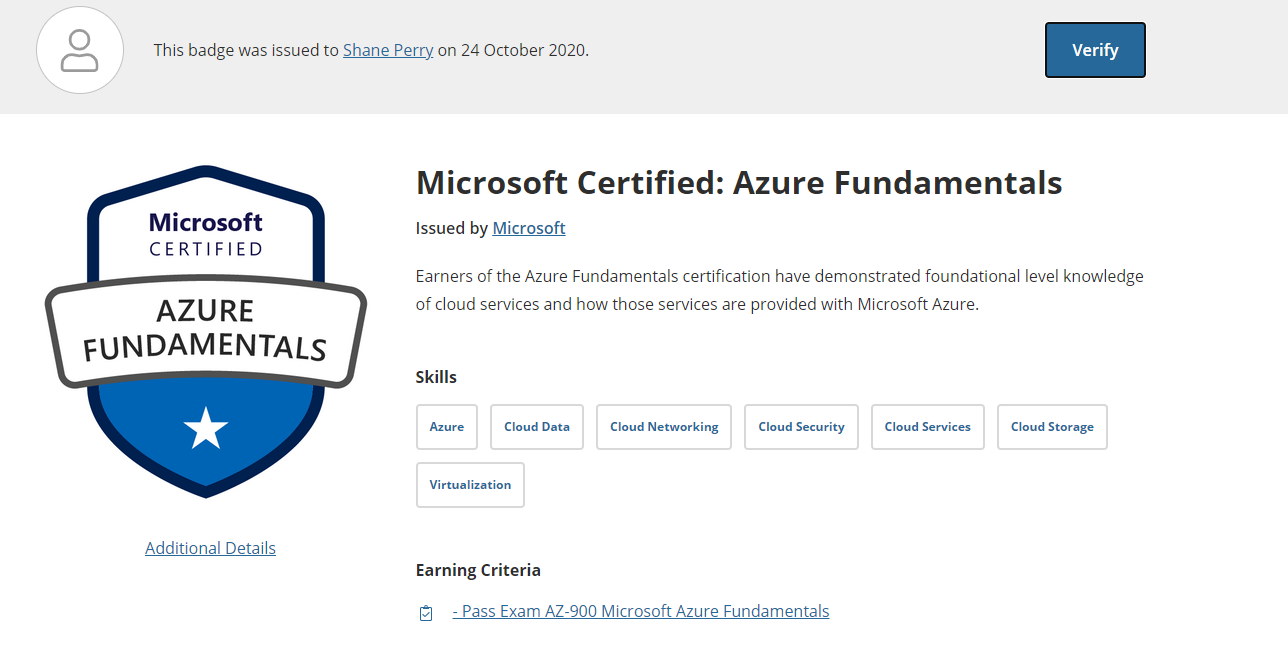 This badge was issued to Shane Perry on 24 October 2020.
Verify
Microsoft
CERTIFIED
AZURE
FUNDAMENTALS
Additional Details
Microsoft Certified: Azure Fundamentals
Issued by Microsoft
Earners of the Azure Fundamentals certification have demonstrated foundational level knowledge
of cloud services and how those services are provided with Microsoft Azure.
Skills
Azure Cloud Data Cloud Networking Cloud Security Cloud Services Cloud Storage
Virtualization
Earning Criteria
- Pass Exam AZ-900 Microsoft Azure Fundamentals